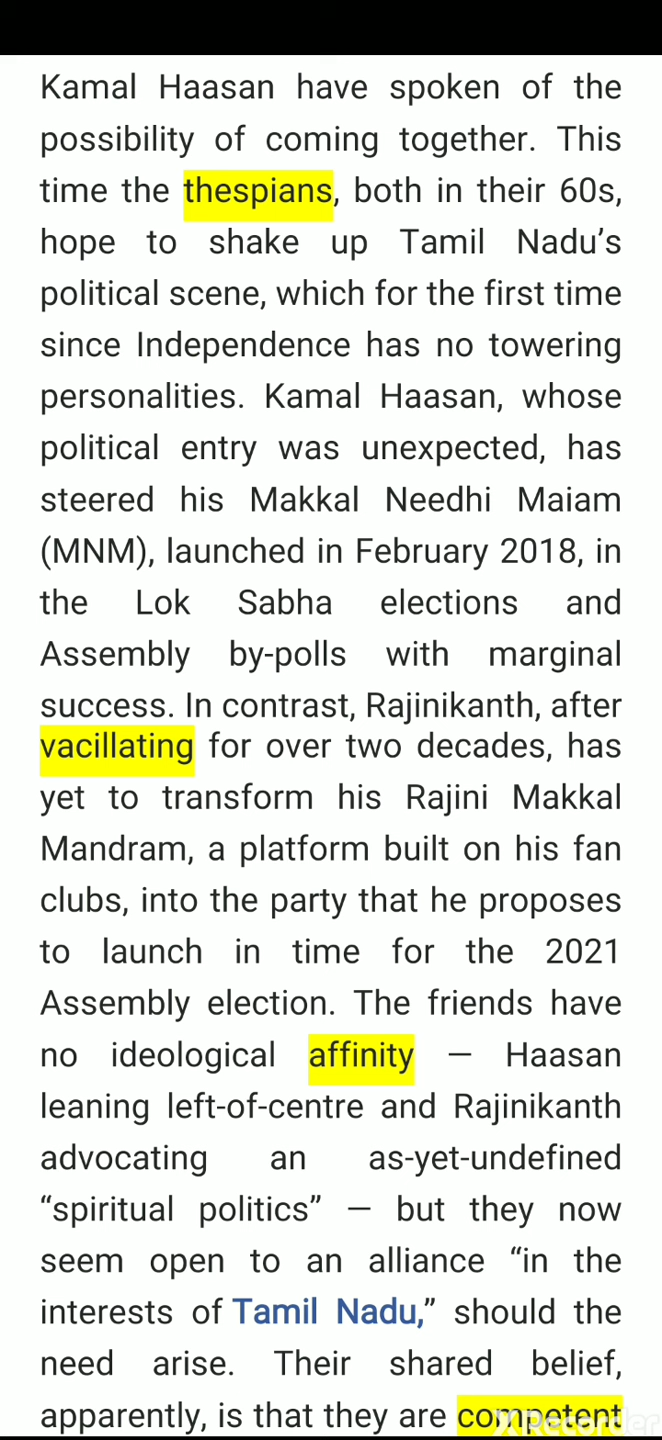 Kamal Haasan have spoken of the
possibility of coming together. This
time the thespians, both in their 60s,
hope to shake up Tamil Nadu’s
political scene, which for the first time
since Independence has no towering
personalities. Kamal Haasan, whose
political entry was unexpected, has
steered his Makkal Needhi Maiam
(MNM), launched in February 2018, in
the Lok Sabha elections and
Assembly by-polls with marginal
success. In contrast, Rajinikanth, after
vacillating for over two decades, has
yet to transform his Rajini Makkal
Mandram, a platform built on his fan
clubs, into the party that he proposes
to launch in time for the 2021
Assembly election. The friends have
no ideological affinity — Haasan
leaning left-of-centre and Rajinikanth
advocating an as-yet-undefined
“spiritual politics” — but they now
seem open to an alliance “in the
interests of Tamil Nadu,” should the
need arise. Their shared belief,
apparently, is that they are competent
XRecorder